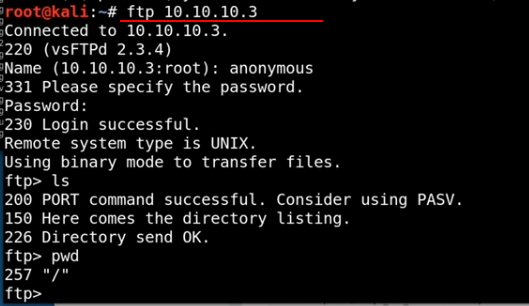 root@kali:~# ftp 10.10.10.3
Connected to 10.10.10.3.
220 (vsFTPd 2.3.4)
Name (10.10.10.3:root): anonymous
331 Please specify the password.
Password:
230 Login successful.
Remote system type is UNIX.
Using binary mode to transfer files.
ftp> ls
200 PORT command successful. Consider using PASV.
150 Here comes the directory listing.
226 Directory send OK.
ftp> pwd
257 "/"
ftp>